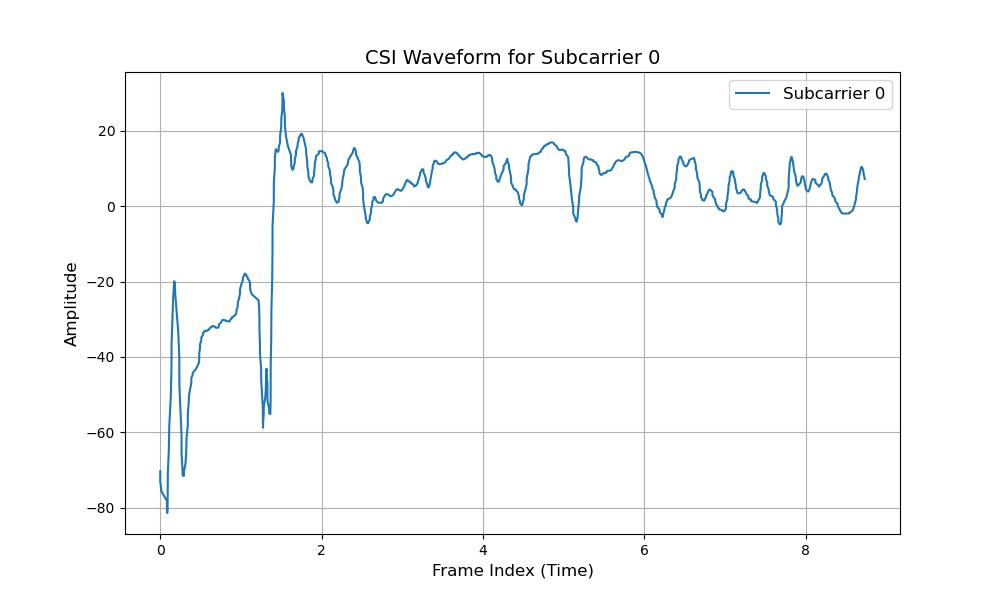 CSI Waveform for Subcarrier 0
Subcarrier 0
Amplitude
20
0
−20
−40
−60
−80
0 2 4 6 8
Frame Index (Time)